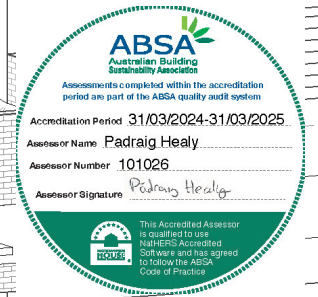 ABSA
Australian Building
Sustainability Association
Assessments completed within the accreditation
period are part of the ABSA quality audit system
Accreditation Period 31/03/2024-31/03/2025
Assessor Name Padraig Healy
Assessor Number 101026
Assessor Signature Padraig Healy
HOUSE
This Accredited Assessor
is qualified to use
NatHERS Accredited
Software and has agreed
to follow the ABSA
Code of Practice